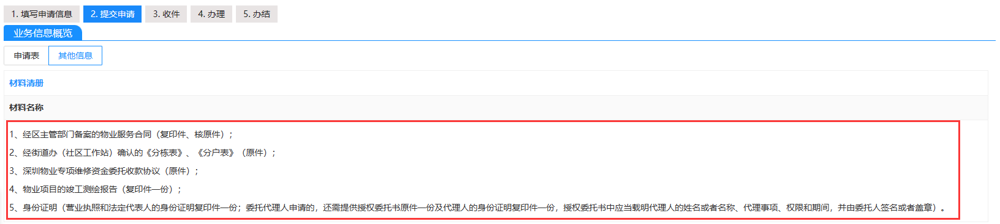 1. 填写申请信息 2. 提交申请 3. 收件 4. 办理 5. 办结
业务信息概览
申请表 其他信息
材料清册
材料名称
1、经区主管部门备案的物业服务合同（复印件、核原件）；
2、经街道办（社区工作站）确认的《分栋表》、《分户表》（原件）；
3、深圳物业专项维修资金委托收款协议（原件）；
4、物业项目的竣工测绘报告（复印件一份）；
5、身份证明（营业执照和法定代表人的身份证明复印件一份；委托代理人申请的，还需提供授权委托书原件一份及代理人的身份证明复印件一份，授权委托书中应当载明代理人的姓名或者名称、代理事项、权限和期间，并由委托人签名或者盖章）。